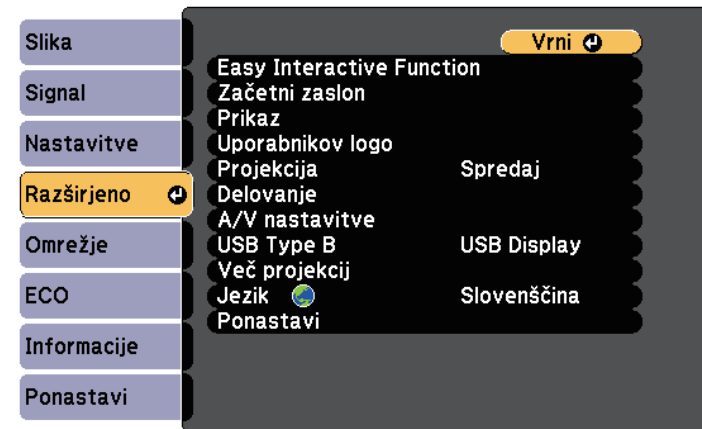 Slika
Signal
Nastavitve
Razširjeno
Omrežje
ECO
Informacije
Ponastavi
Vrni
Easy Interactive Function
Začetni zaslon
Prikaz
Uporabnikov logo
Projekcija Spredaj
Delovanje
A/V nastavitve
USB Type B USB Display
Več projekcij
Jezik Slovenščina
Ponastavi